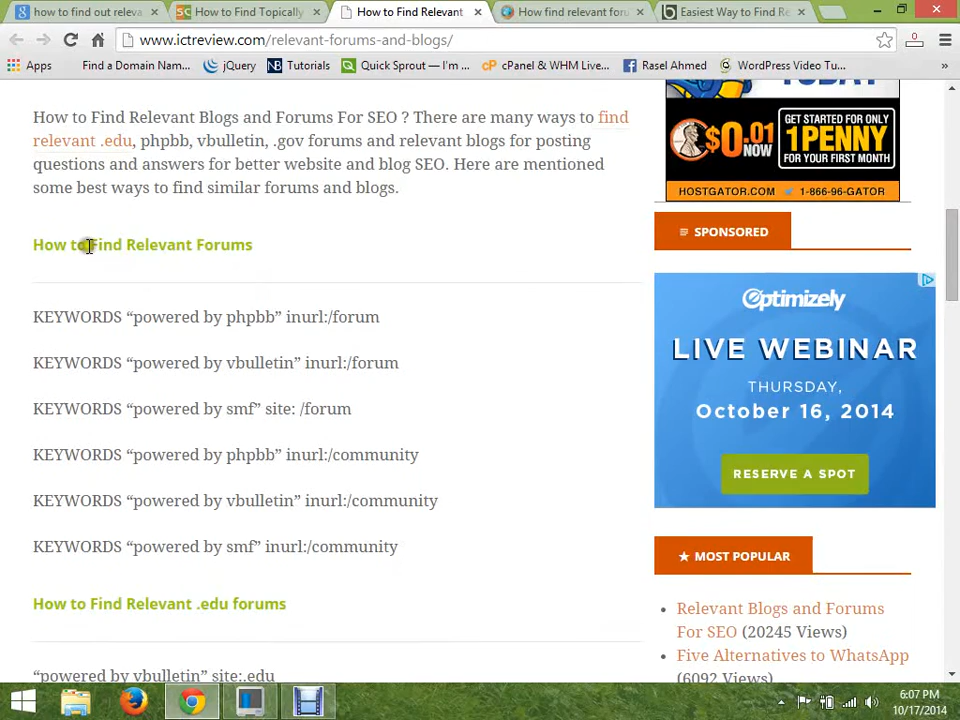 how to find out releva
How to Find Topically
How to Find Relevant
How find relevant foru
Easiest Way to Find Re
www.ictreview.com/relevant-forums-and-blogs/
0
Apps
Find a Domain Nam...
jQuery
Tutorials
Quick Sprout — I'm ...
cPanel & WHM Live...
Rasel Ahmed
WordPress Video Tu...
»
How to Find Relevant Blogs and Forums For SEO ? There are many ways to find
relevant .edu, phpbb, vbulletin, .gov forums and relevant blogs for posting
questions and answers for better website and blog SEO. Here are mentioned
some best ways to find similar forums and blogs.
How to Find Relevant Forums
KEYWORDS “powered by phpbb” inurl:/forum
KEYWORDS “powered by vbulletin” inurl:/forum
KEYWORDS “powered by smf” site: /forum
KEYWORDS “powered by phpbb” inurl:/community
KEYWORDS “powered by vbulletin” inurl:/community
KEYWORDS “powered by smf” inurl:/community
How to Find Relevant .edu forums
“powered by vbulletin” site:.edu
TODAY
GET STARTED FOR ONLY
$0.01 NOW
1PENNY
FOR YOUR FIRST MONTH
HOSTGATOR.COM
1-866-96-GATOR
SPONSORED
Optimizely
LIVE WEBINAR
THURSDAY,
October 16, 2014
RESERVE A SPOT
★ MOST POPULAR
• Relevant Blogs and Forums
For SEO (20245 Views)
• Five Alternatives to WhatsApp
(6092 Views)
6:07 PM
10/17/2014